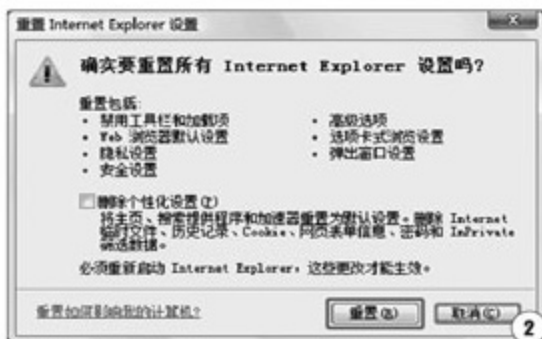 重置 Internet Explorer 设置
确实要重置所有 Internet Explorer 设置吗?
重置包括:
• 禁用工具栏和加载项
• Web 浏览器默认设置
• 隐私设置
• 安全设置
• 高级选项
• 选项卡式浏览设置
• 弹出窗口设置
删除个性化设置(P)
将主页、搜索提供程序和加速器重置为默认设置。删除 Internet
临时文件、历史记录、Cookie、网页表单信息、密码和 InPrivate
筛选数据。
必须重新启动 Internet Explorer,这些更改才能生效。
重置如何影响我的计算机?
重置(R)
取消(C)
2